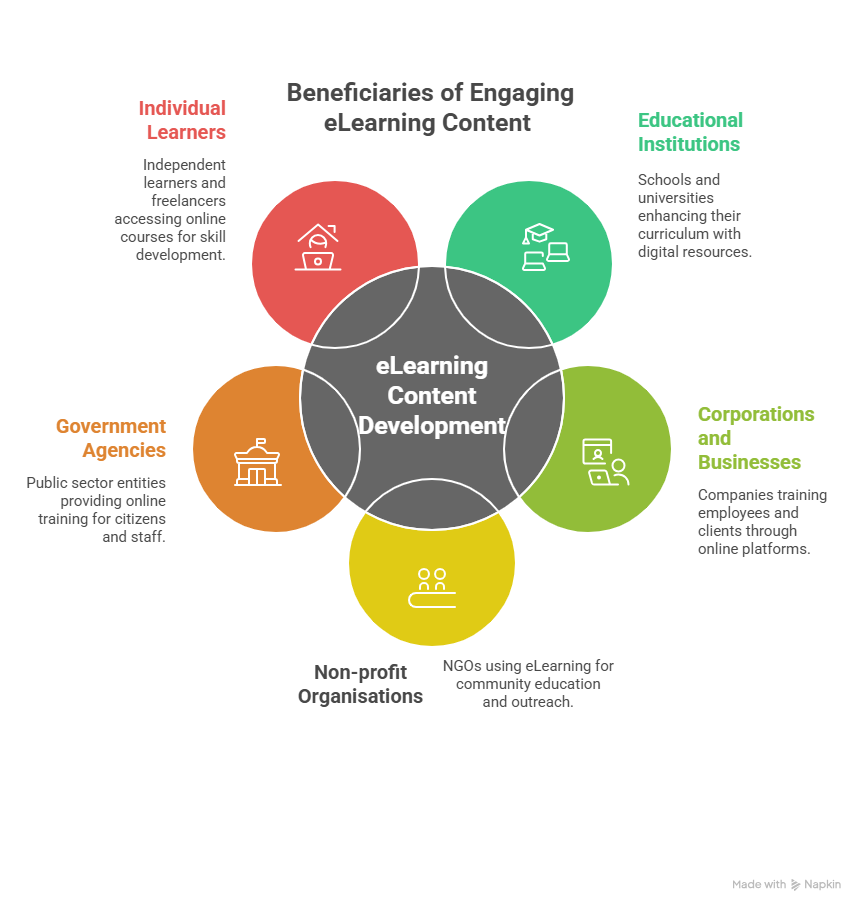 Beneficiaries of Engaging
eLearning Content
Individual
Learners
Independent
learners and
freelancers
accessing online
courses for skill
development.
Educational
Institutions
Schools and
universities
enhancing their
curriculum with
digital resources.
eLearning
Content
Development
Government
Agencies
Public sector entities
providing online
training for citizens
and staff.
Corporations
and
Businesses
Companies training
employees and
clients through
online platforms.
Non-profit
Organisations
NGOs using eLearning for
community education
and outreach.
Made with Napkin